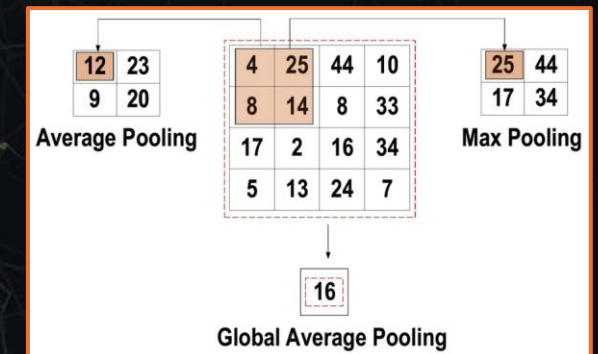 12 23
9 20
Average Pooling
4 25 44 10
8 14 8 33
17 2 16 34
5 13 24 7
25 44
17 34
Max Pooling
16
Global Average Pooling